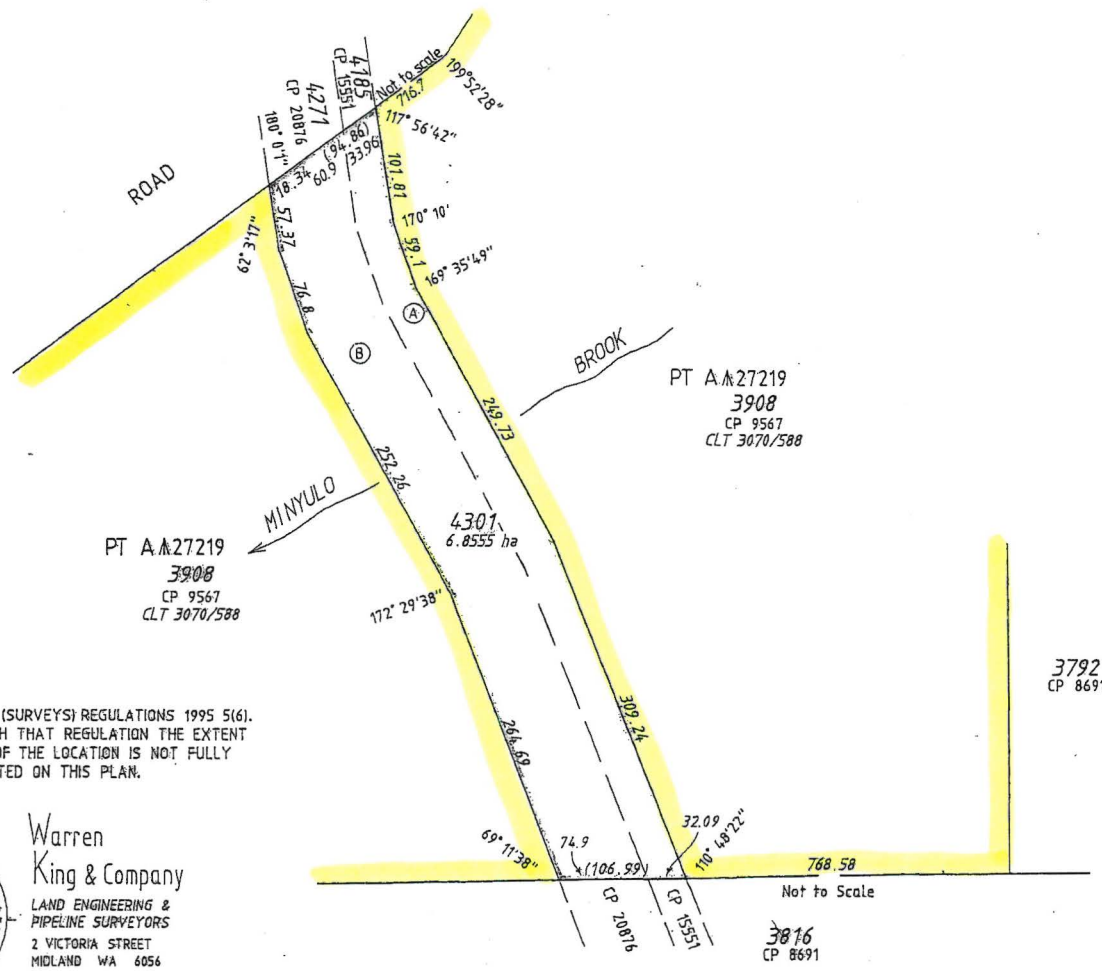 4185
CP 15551
4271
CP 20876
Not to scale
716.7
199°52'28"
117° 56'42"
180° 0'1"
(94.86)
18.34
60.9
33.96
ROAD
62° 3'17"
57.37
101.81
170° 10'
59.1
169° 35'49"
76.8
A
B
BROOK
249.73
PT A27219
3908
CP 9567
CLT 3070/588
252.26
MINYULO
4301
6.8555 ha
PT A27219
3908
CP 9567
CLT 3070/588
172° 29'38"
3792
CP 8691
309.24
264.69
(SURVEYS) REGULATIONS 1995 5(6).
H THAT REGULATION THE EXTENT
OF THE LOCATION IS NOT FULLY
TED ON THIS PLAN.
Warren
King & Company
LAND ENGINEERING &
PIPELINE SURVEYORS
2 VICTORIA STREET
MIDLAND WA 6056
69° 11'38"
74.9
(106.99)
32.09
110° 48'22"
768.58
Not to Scale
CP 20876
CP 15551
3816
CP 8691